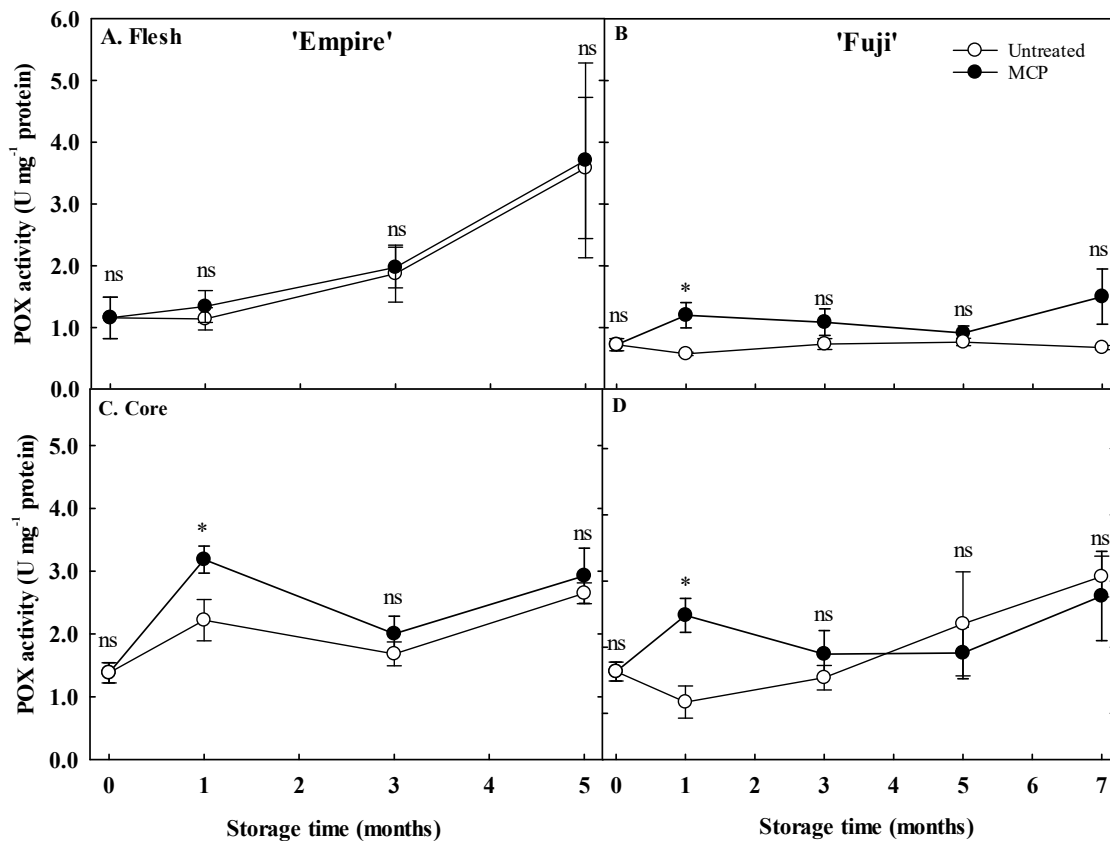 A. Flesh 'Empire'
B 'Fuji'
Untreated
MCP
POX activity (U mg-1 protein)
6.0
5.0
4.0
3.0
2.0
1.0
0.0
ns
ns
ns
ns
ns
*
ns
ns
ns
C. Core
D
POX activity (U mg-1 protein)
5.0
4.0
3.0
2.0
1.0
0.0
ns
*
ns
ns
ns
*
ns
ns
ns
0 1 2 3 4 5
0 1 2 3 4 5 6 7
Storage time (months)
Storage time (months)